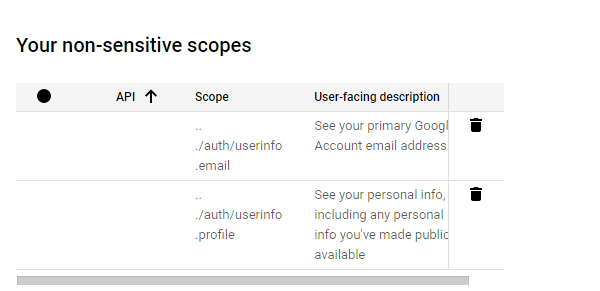 Your non-sensitive scopes
API Scope User-facing description
..
./auth/userinfo
.email
See your primary Googl
Account email address
..
./auth/userinfo
.profile
See your personal info,
including any personal
info you've made public
available